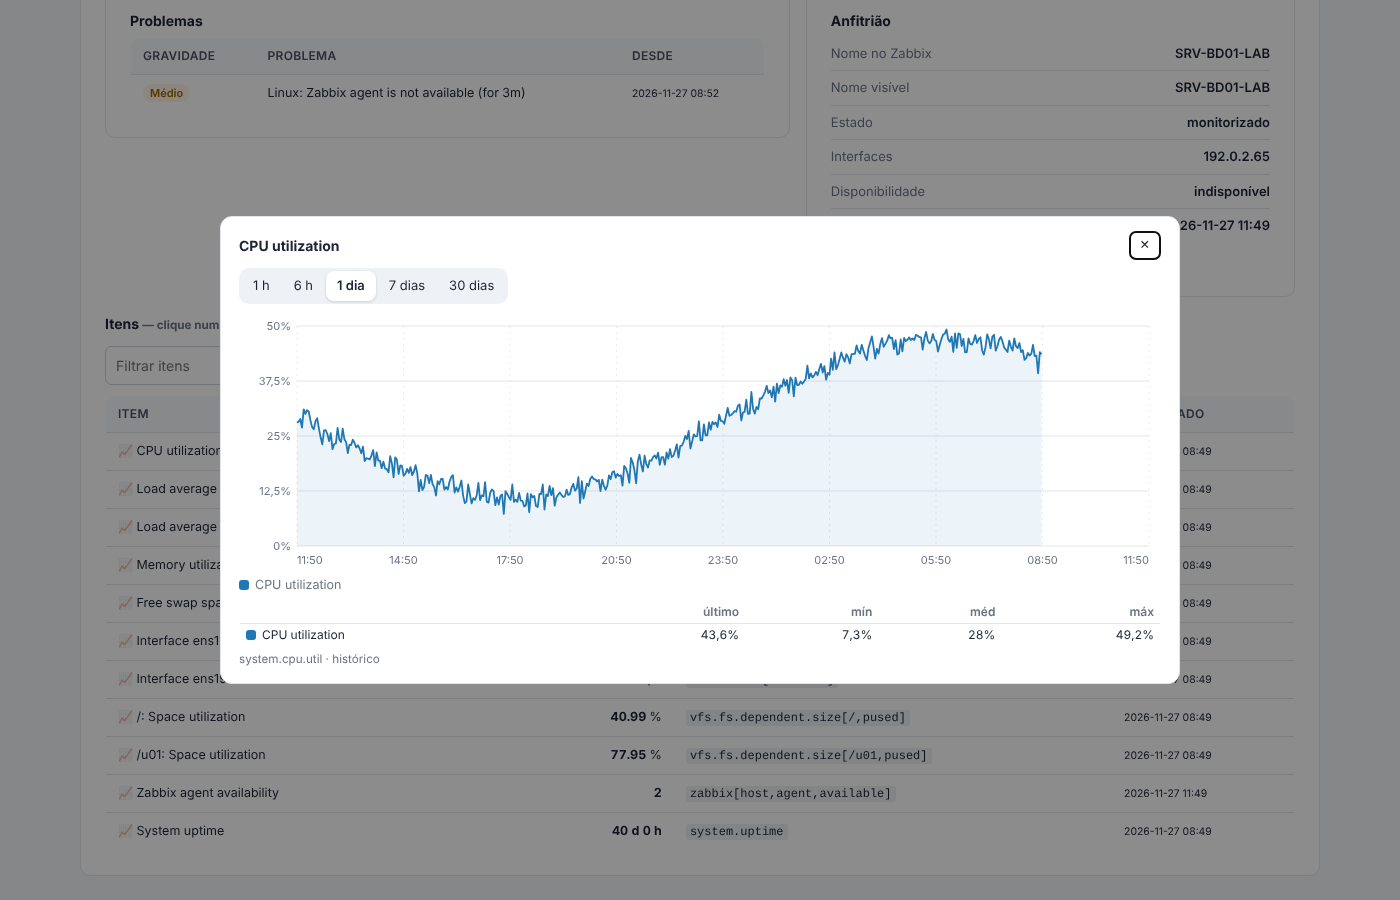 Problemas
GRAVIDADE PROBLEMA DESDE
Médio Linux: Zabbix agent is not available (for 3m) 2026-11-27 08:52
Anfitrião
Nome no Zabbix SRV-BD01-LAB
Nome visível SRV-BD01-LAB
Estado monitorizado
Interfaces 192.0.2.65
Disponibilidade indisponível
26-11-27 11:49
CPU utilization ×
1 h 6 h 1 dia 7 dias 30 dias
50%
37,5%
25%
12,5%
0%
11:50 14:50 17:50 20:50 23:50 02:50 05:50 08:50 11:50
CPU utilization
último mín méd máx
CPU utilization 43,6% 7,3% 28% 49,2%
system.cpu.util · histórico
Itens — clique num
Filtrar itens
ITEM ADO
CPU utilization 08:49
Load average 08:49
Load average 08:49
Memory utiliza 08:49
Free swap spa 08:49
Interface ens1 08:49
Interface ens19 08:49
/: Space utilization 40.99 % vfs.fs.dependent.size[/,pused] 2026-11-27 08:49
/u01: Space utilization 77.95 % vfs.fs.dependent.size[/u01,pused] 2026-11-27 08:49
Zabbix agent availability 2 zabbix[host,agent,available] 2026-11-27 11:49
System uptime 40 d 0 h system.uptime 2026-11-27 08:49